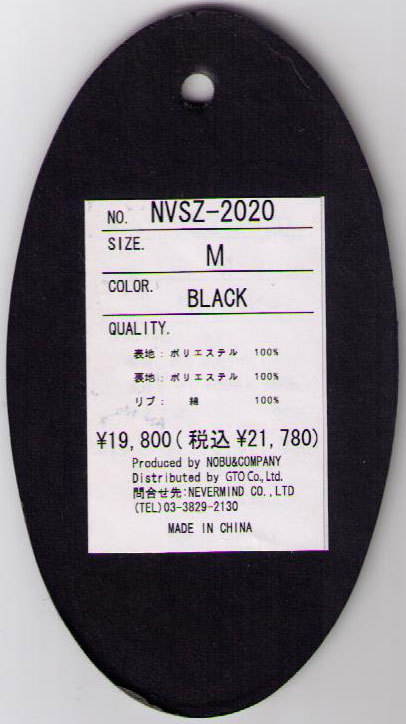 NO. NVSZ-2020
SIZE.
M
COLOR.
BLACK
QUALITY.
表地：ポリエステル 100%
裏地：ポリエステル 100%
リブ： 綿 100%
¥19,800(税込¥21,780)
Produced by NOBU&COMPANY
Distributed by GTO Co,Ltd.
問合せ先:NEVERMIND CO.,LTD
(TEL)03-3829-2130
MADE IN CHINA